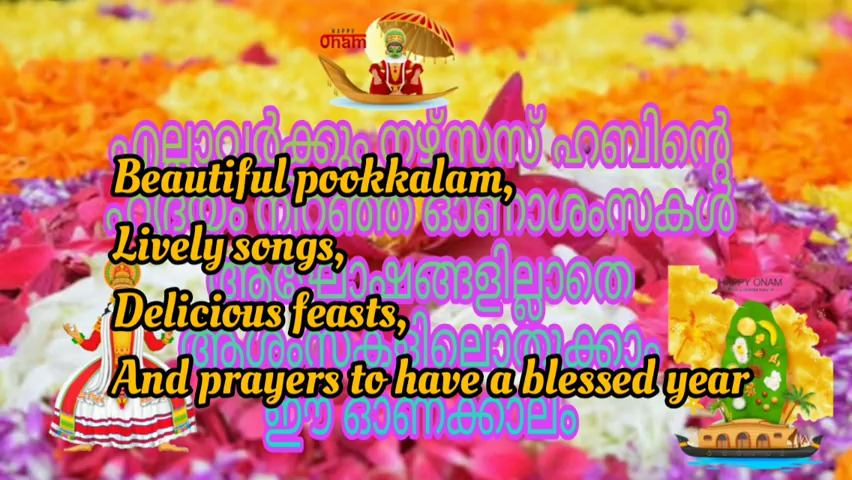 HAPPY
Onam
എല്ലാവർക്കും നഴ്സസ് ഹബിന്റെ
Beautiful pookkalam,
ഹൃദയം നിറഞ്ഞ ഓണാശംസകൾ
Lively songs,
ആഘോഷങ്ങളില്ലാതെ
Delicious feasts,
ആശംസകളിലൊതുക്കാം
And prayers to have a blessed year
ഈ ഓണക്കാലം
HAPPY ONAM